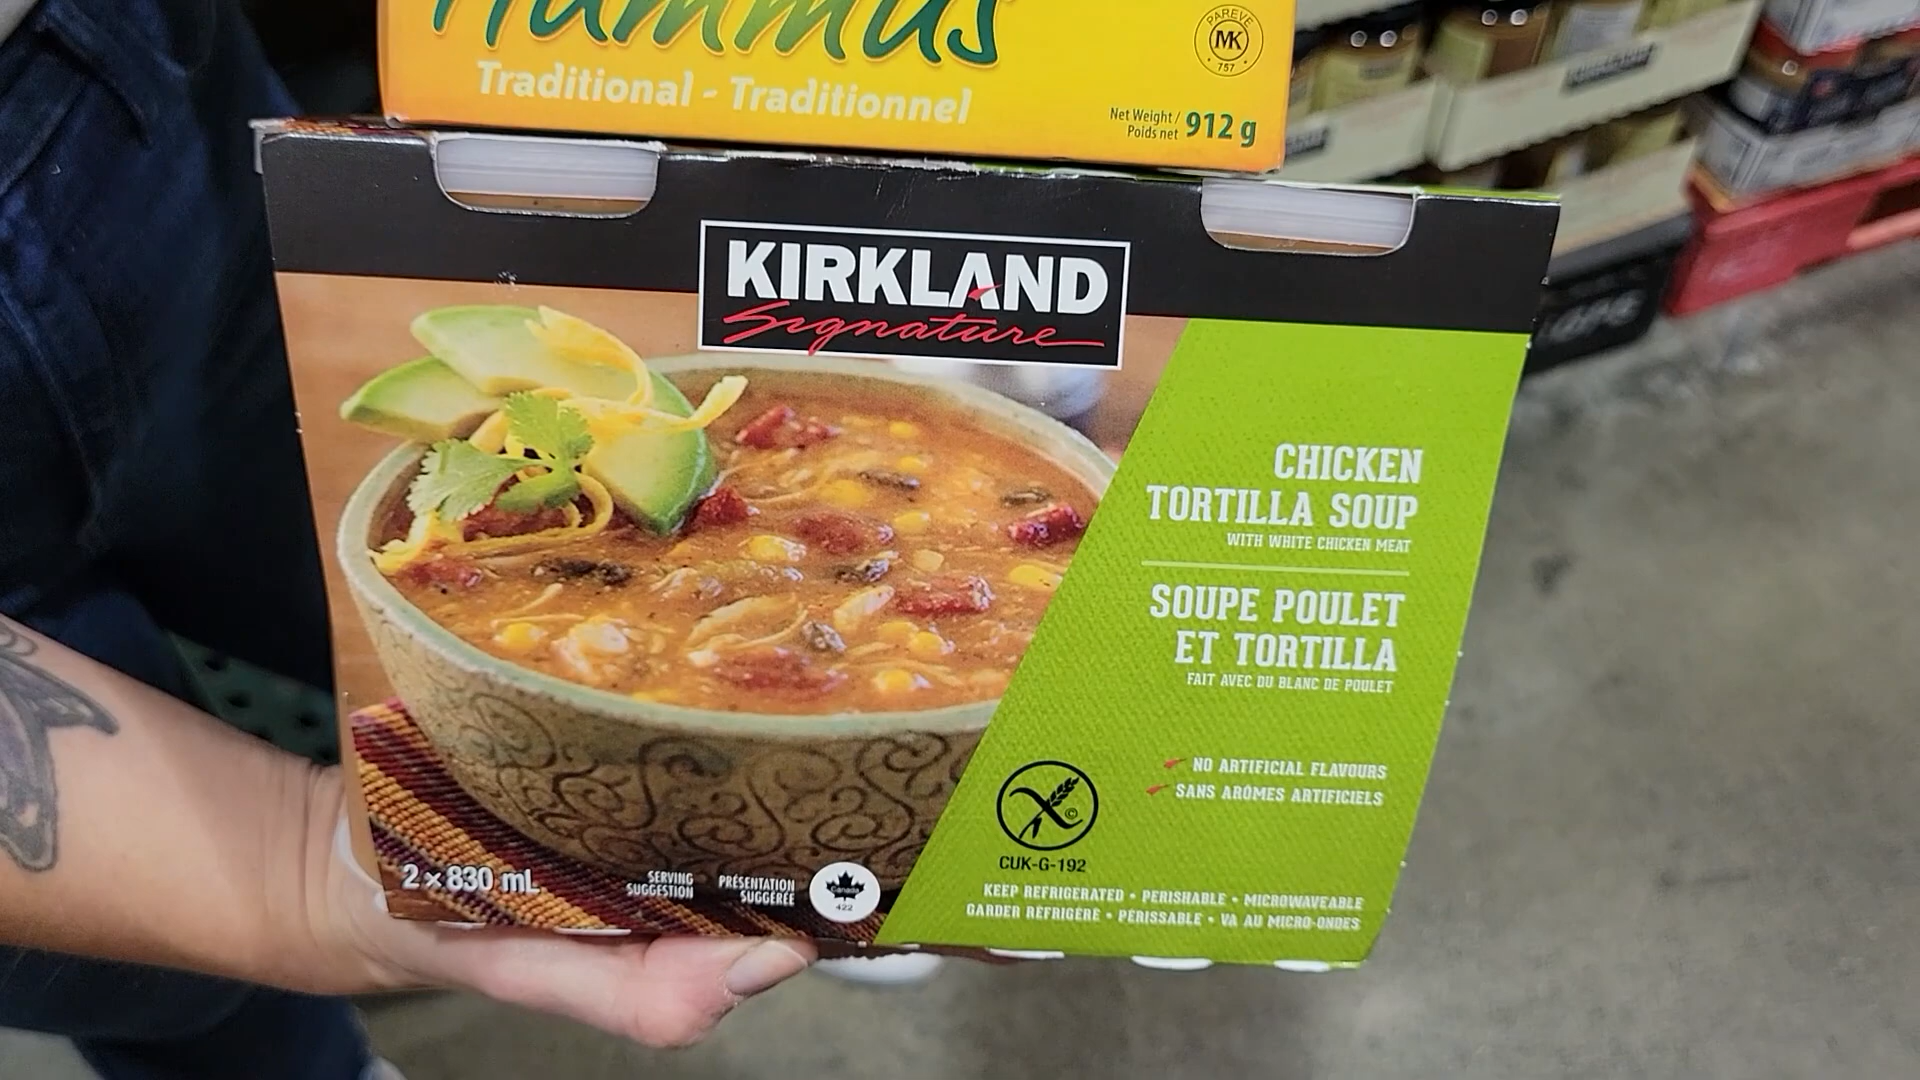 Hummus
PAREVE
MK
757
Traditional - Traditionnel
Net Weight /
Poids net 912 g
KIRKLAND
Signature
CHICKEN
TORTILLA SOUP
WITH WHITE CHICKEN MEAT
SOUPE POULET
ET TORTILLA
FAIT AVEC DU BLANC DE POULET
NO ARTIFICIAL FLAVOURS
SANS ARÔMES ARTIFICIELS
©
CUK-G-192
2 x 830 mL
SERVING
SUGGESTION
PRÉSENTATION
SUGGÉRÉE
Canada
422
KEEP REFRIGERATED • PERISHABLE • MICROWAVEABLE
GARDER RÉFRIGÉRÉ • PÉRISSABLE • VA AU MICRO-ONDES